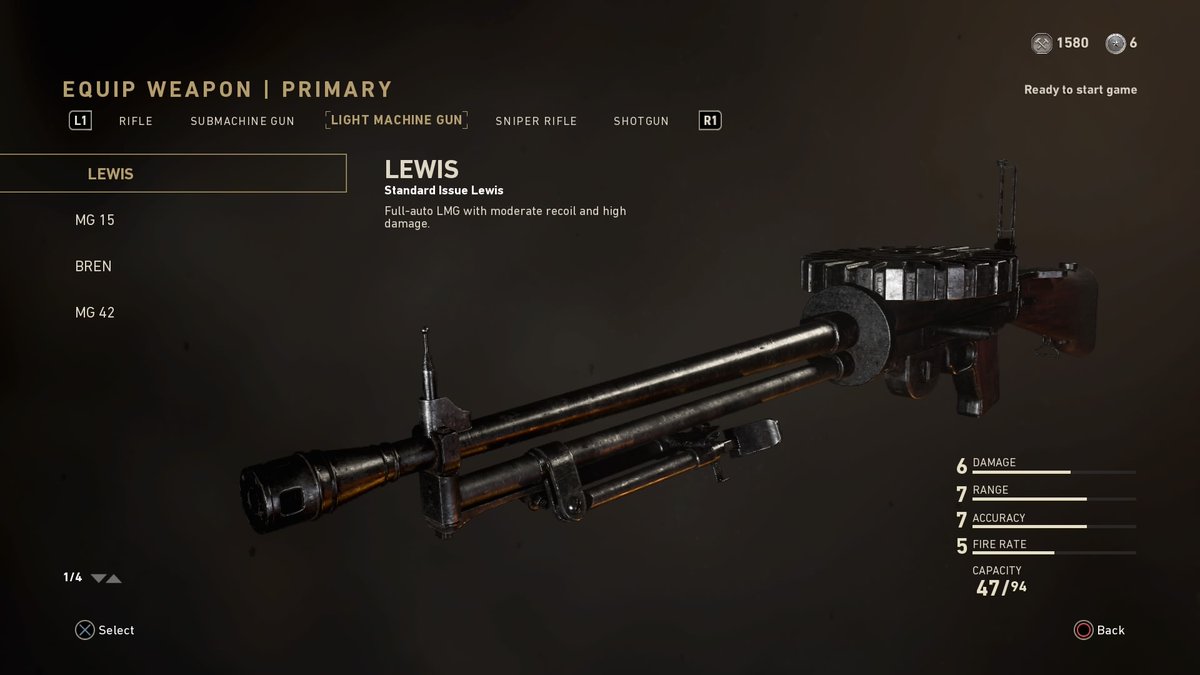 1580 6
EQUIP WEAPON | PRIMARY
Ready to start game
L1 RIFLE SUBMACHINE GUN LIGHT MACHINE GUN SNIPER RIFLE SHOTGUN R1
LEWIS
MG 15
BREN
MG 42
LEWIS
Standard Issue Lewis
Full-auto LMG with moderate recoil and high
damage.
6 DAMAGE
7 RANGE
7 ACCURACY
5 FIRE RATE
CAPACITY
47/94
1/4
Select
Back